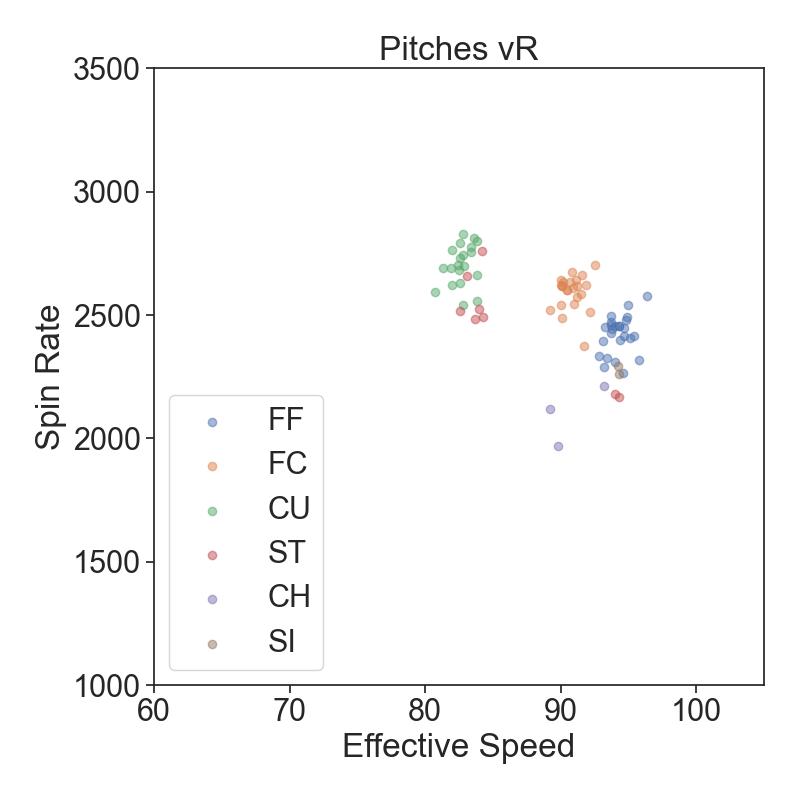 Pitches vR
3500
3000
2500
2000
1500
1000
Spin Rate
FF
FC
CU
ST
CH
SI
60 70 80 90 100
Effective Speed